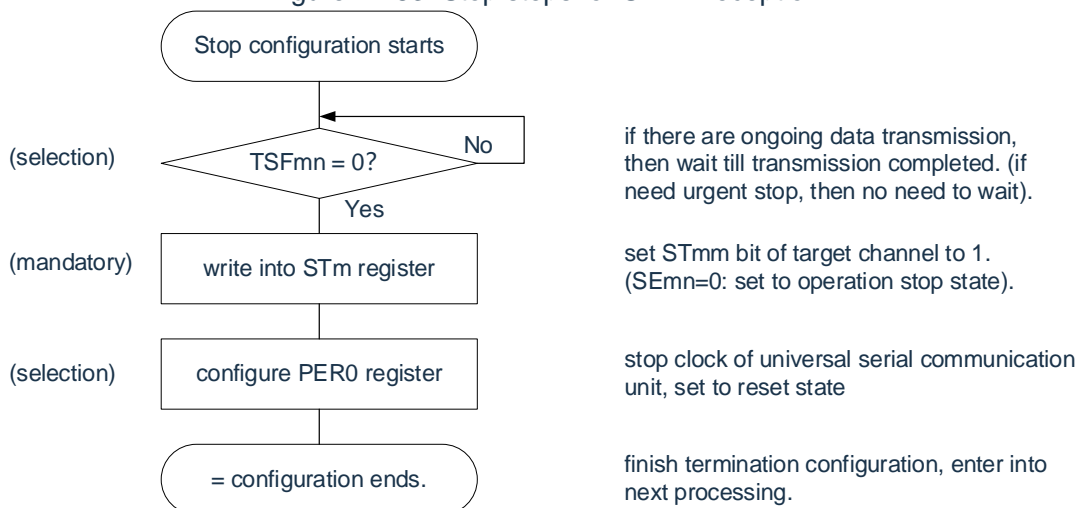 Stop configuration starts
(selection)
TSFmn = 0?
No
if there are ongoing data transmission,
then wait till transmission completed. (if
need urgent stop, then no need to wait).
Yes
(mandatory)
write into STm register
set STmm bit of target channel to 1.
(SEmn=0: set to operation stop state).
(selection)
configure PER0 register
stop clock of universal serial communication
unit, set to reset state
= configuration ends.
finish termination configuration, enter into
next processing.